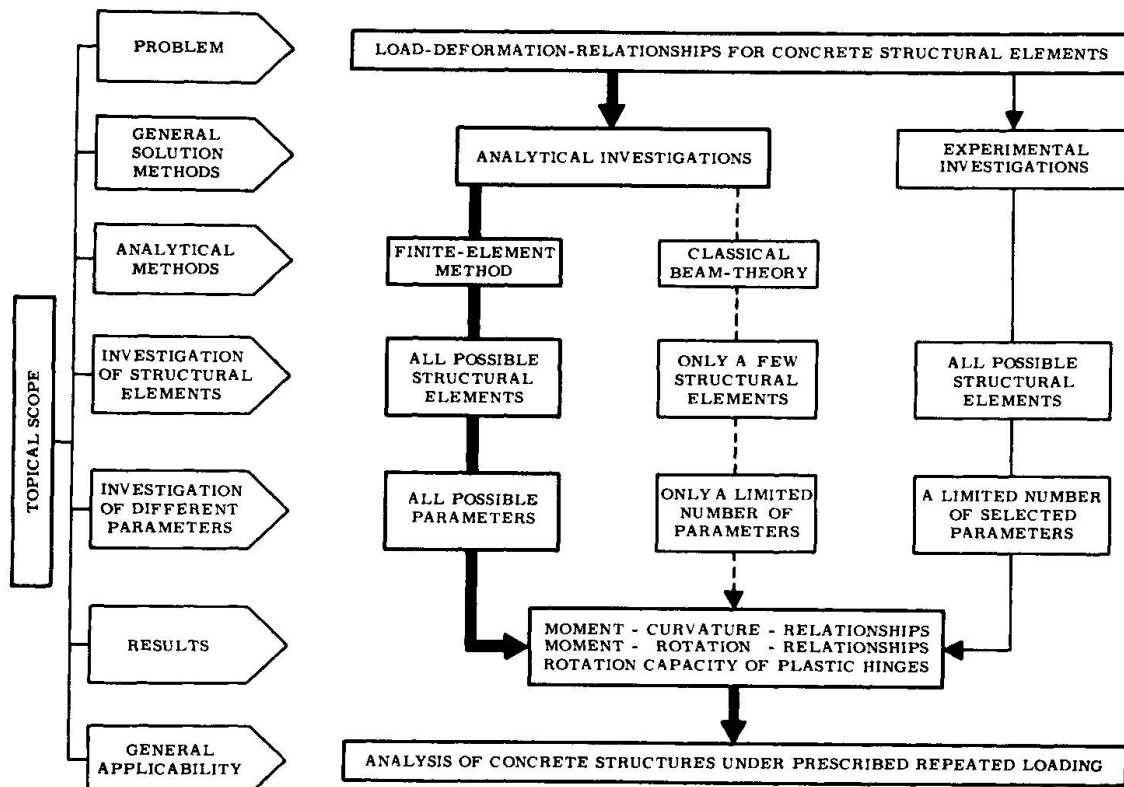 PROBLEM
LOAD-DEFORMATION-RELATIONSHIPS FOR CONCRETE STRUCTURAL ELEMENTS
GENERAL
SOLUTION
METHODS
ANALYTICAL INVESTIGATIONS
EXPERIMENTAL
INVESTIGATIONS
ANALYTICAL
METHODS
FINITE-ELEMENT
METHOD
CLASSICAL
BEAM-THEORY
TOPICAL SCOPE
INVESTIGATION
OF STRUCTURAL
ELEMENTS
ALL POSSIBLE
STRUCTURAL
ELEMENTS
ONLY A FEW
STRUCTURAL
ELEMENTS
ALL POSSIBLE
STRUCTURAL
ELEMENTS
INVESTIGATION
OF DIFFERENT
PARAMETERS
ALL POSSIBLE
PARAMETERS
ONLY A LIMITED
NUMBER OF
PARAMETERS
A LIMITED NUMBER
OF SELECTED
PARAMETERS
RESULTS
MOMENT - CURVATURE - RELATIONSHIPS
MOMENT - ROTATION - RELATIONSHIPS
ROTATION CAPACITY OF PLASTIC HINGES
GENERAL
APPLICABILITY
ANALYSIS OF CONCRETE STRUCTURES UNDER PRESCRIBED REPEATED LOADING